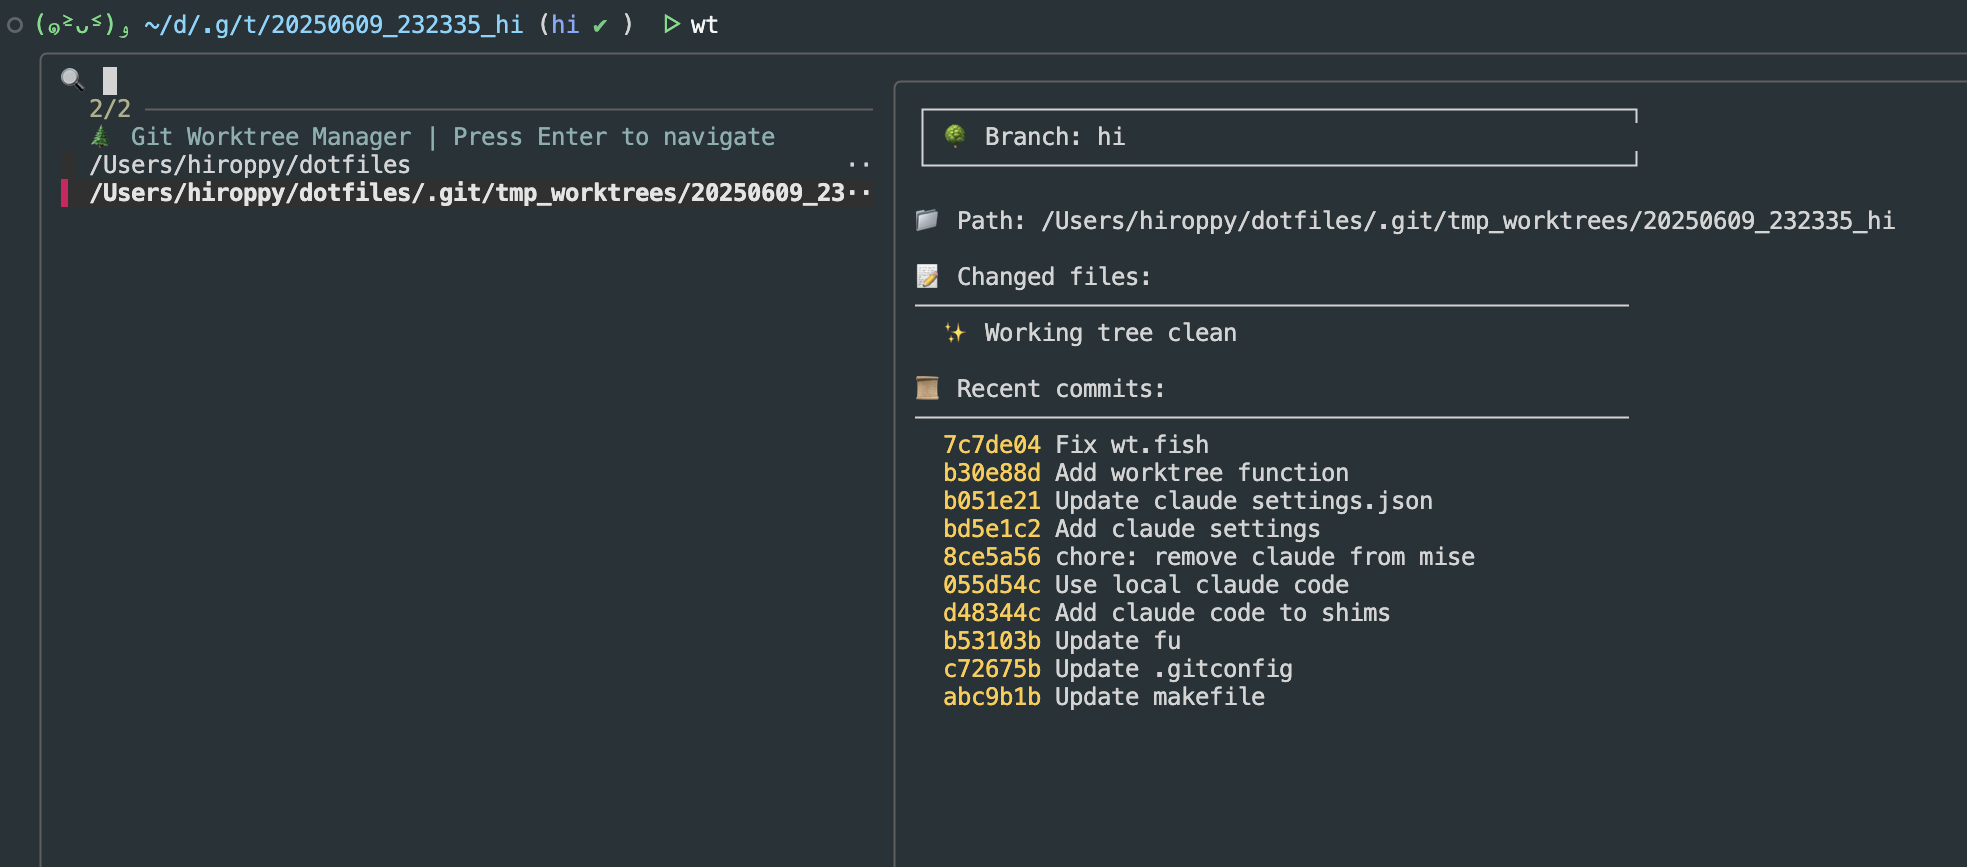 (๑˃̵ᴗ˂̵)و ~/d/.g/t/20250609_232335_hi (hi ✔ ) ▷ wt
2/2
🌲 Git Worktree Manager | Press Enter to navigate
/Users/hiroppy/dotfiles ··
/Users/hiroppy/dotfiles/.git/tmp_worktrees/20250609_23··
🌳 Branch: hi
📁 Path: /Users/hiroppy/dotfiles/.git/tmp_worktrees/20250609_232335_hi
📝 Changed files:
✨ Working tree clean
📜 Recent commits:
7c7de04 Fix wt.fish
b30e88d Add worktree function
b051e21 Update claude settings.json
bd5e1c2 Add claude settings
8ce5a56 chore: remove claude from mise
055d54c Use local claude code
d48344c Add claude code to shims
b53103b Update fu
c72675b Update .gitconfig
abc9b1b Update makefile